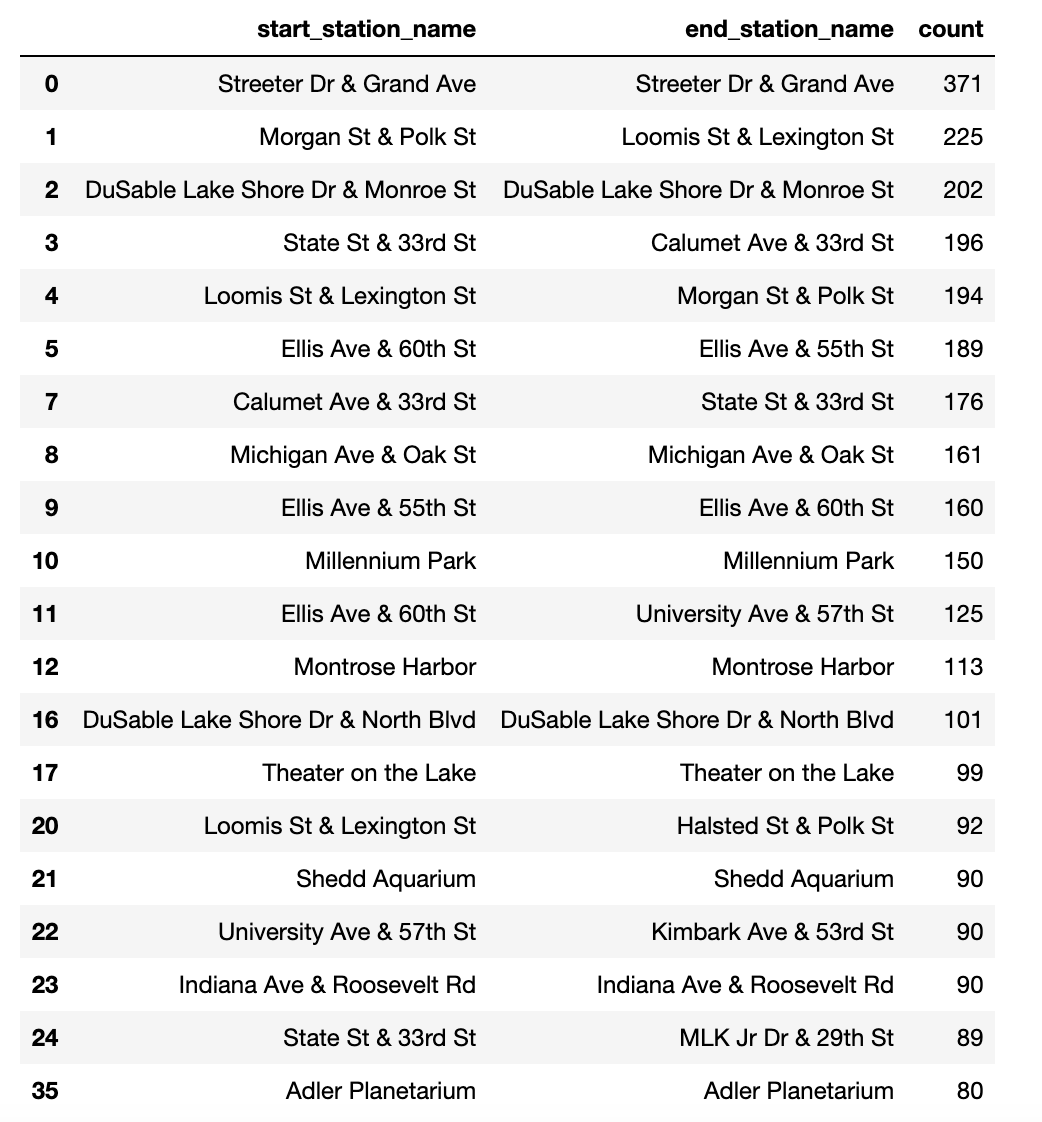 start_station_name end_station_name count
0 Streeter Dr & Grand Ave Streeter Dr & Grand Ave 371
1 Morgan St & Polk St Loomis St & Lexington St 225
2 DuSable Lake Shore Dr & Monroe St DuSable Lake Shore Dr & Monroe St 202
3 State St & 33rd St Calumet Ave & 33rd St 196
4 Loomis St & Lexington St Morgan St & Polk St 194
5 Ellis Ave & 60th St Ellis Ave & 55th St 189
7 Calumet Ave & 33rd St State St & 33rd St 176
8 Michigan Ave & Oak St Michigan Ave & Oak St 161
9 Ellis Ave & 55th St Ellis Ave & 60th St 160
10 Millennium Park Millennium Park 150
11 Ellis Ave & 60th St University Ave & 57th St 125
12 Montrose Harbor Montrose Harbor 113
16 DuSable Lake Shore Dr & North Blvd DuSable Lake Shore Dr & North Blvd 101
17 Theater on the Lake Theater on the Lake 99
20 Loomis St & Lexington St Halsted St & Polk St 92
21 Shedd Aquarium Shedd Aquarium 90
22 University Ave & 57th St Kimbark Ave & 53rd St 90
23 Indiana Ave & Roosevelt Rd Indiana Ave & Roosevelt Rd 90
24 State St & 33rd St MLK Jr Dr & 29th St 89
35 Adler Planetarium Adler Planetarium 80